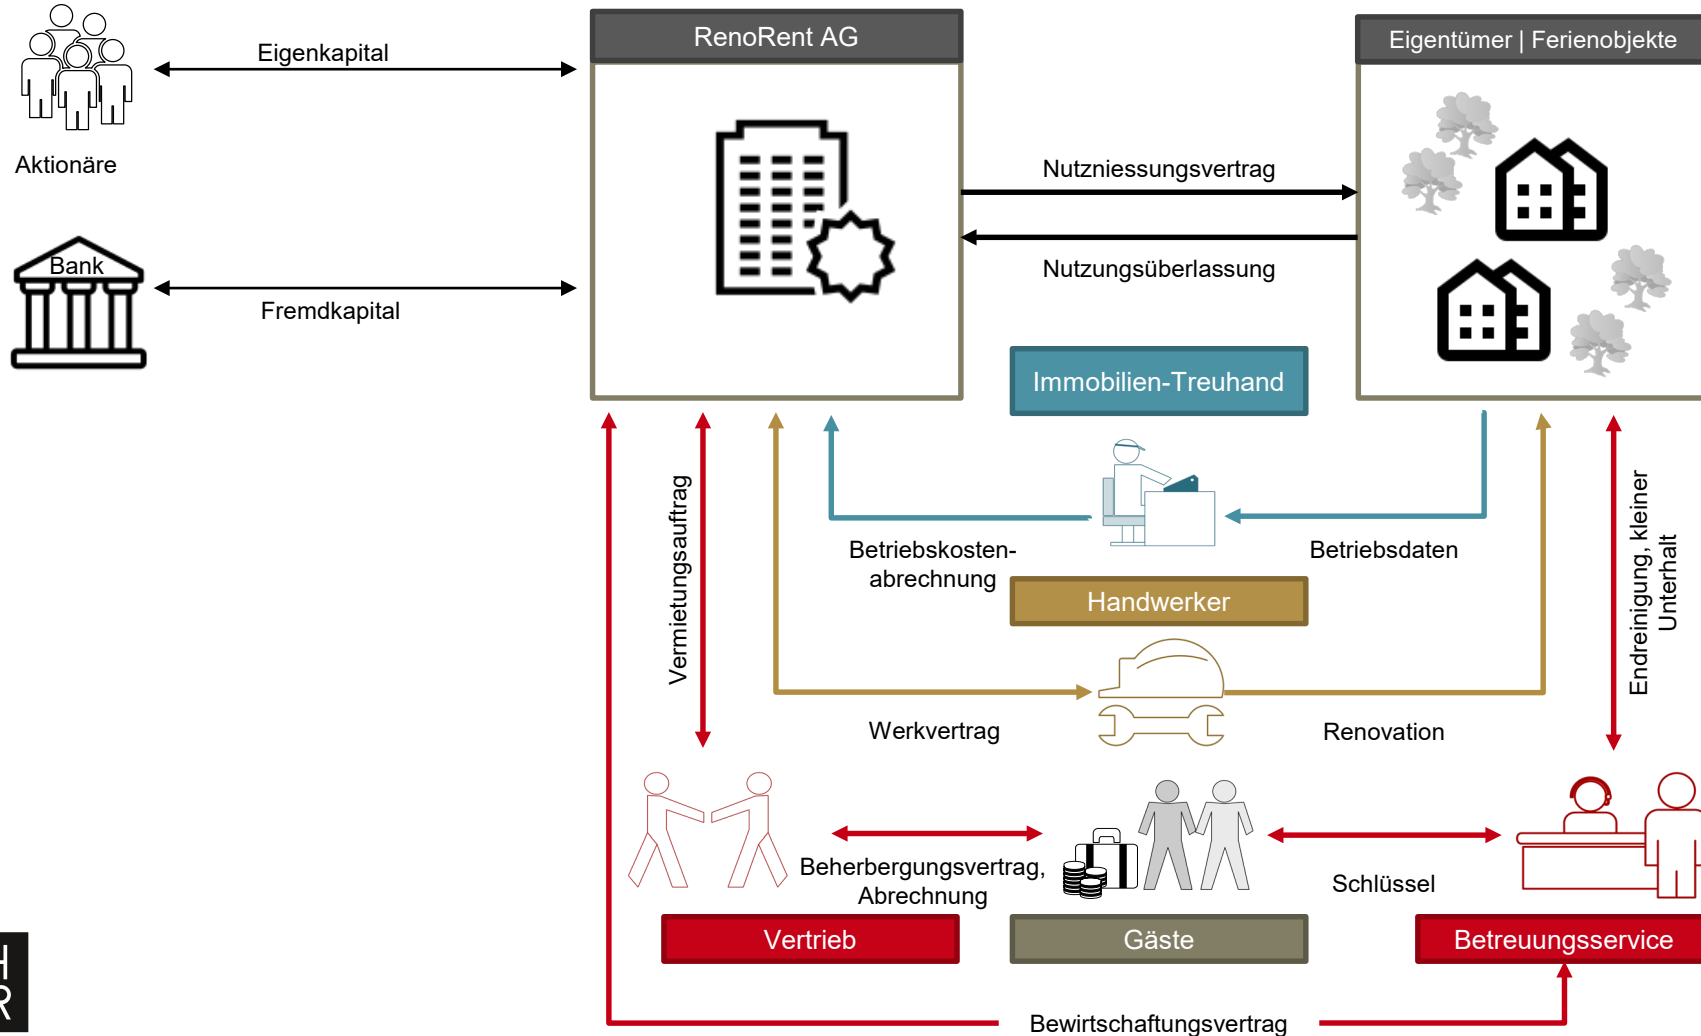 RenoRent AG
Eigentümer | Ferienobjekte
Eigenkapital
Aktionäre
Nutzniessungsvertrag
Bank
Nutzungsüberlassung
Fremdkapital
Immobilien-Treuhand
Vermietungsauftrag
Betriebskosten-
abrechnung
Betriebsdaten
Endreinigung, kleiner
Unterhalt
Handwerker
Werkvertrag
Renovation
Beherbergungsvertrag,
Abrechnung
Schlüssel
Vertrieb
Gäste
Betreuungsservice
Bewirtschaftungsvertrag
H
R